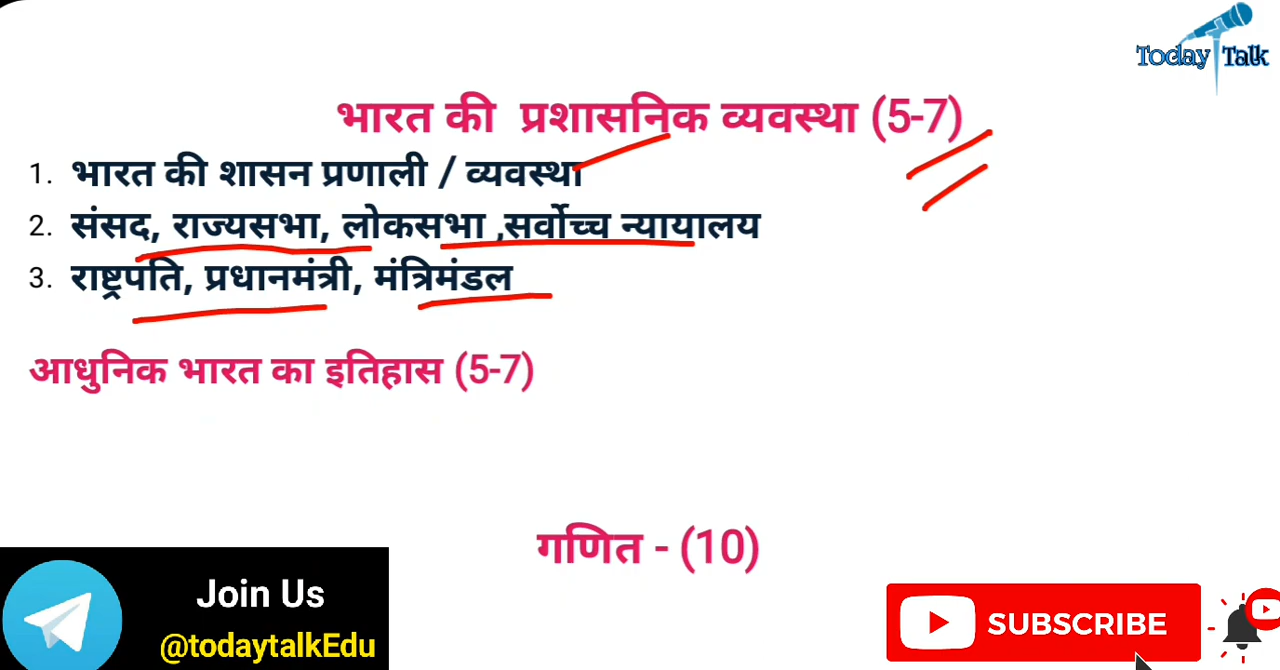 Today Talk
भारत की प्रशासनिक व्यवस्था (5-7)
1. भारत की शासन प्रणाली / व्यवस्था
2. संसद, राज्यसभा, लोकसभा ,सर्वोच्च न्यायालय
3. राष्ट्रपति, प्रधानमंत्री, मंत्रिमंडल
आधुनिक भारत का इतिहास (5-7)
गणित - (10)
Join Us
@todaytalkEdu
SUBSCRIBE